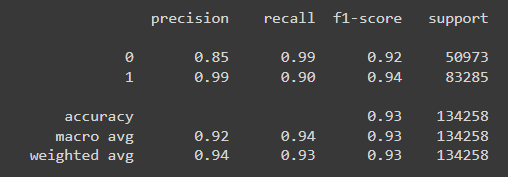 precision recall f1-score support
0 0.85 0.99 0.92 50973
1 0.99 0.90 0.94 83285
accuracy 0.93 134258
macro avg 0.92 0.94 0.93 134258
weighted avg 0.94 0.93 0.93 134258